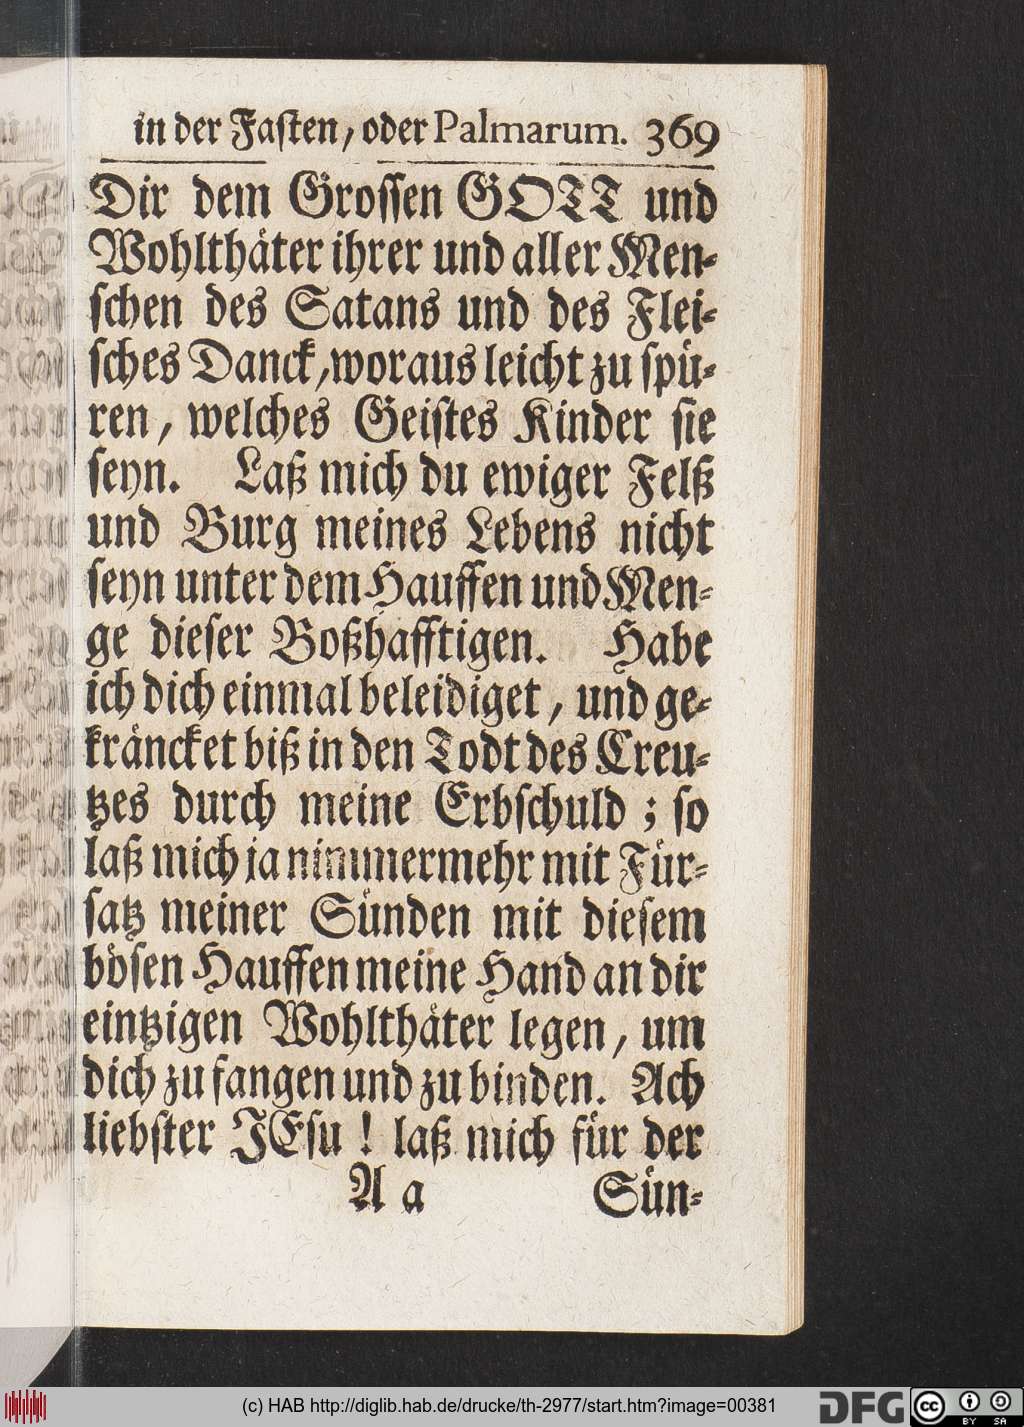 in der Fasten, oder Palmarum. 369
Dir dem Grossen GOTT und
Wohlthäter ihrer und aller Men-
schen des Satans und des Flei-
sches Danck, woraus leicht zu spü-
ren, welches Geistes Kinder sie
seyn. Laß mich du ewiger Felß
und Burg meines Lebens nicht
seyn unter dem Hauffen und Men-
ge dieser Boßhafftigen. Habe
ich dich einmal beleidiget, und ge-
kräncket biß in den Todt des Creu-
tzes durch meine Erbschuld; so
laß mich ja nimmermehr mit Für-
satz meiner Sünden mit diesem
bösen Hauffen meine Hand an dir
eintzigen Wohlthäter legen, um
dich zu fangen und zu binden. Ach
liebster JEsu! laß mich für der
A a Sün-
(c) HAB http://diglib.hab.de/drucke/th-2977/start.htm?image=00381
DFG
cc BY SA